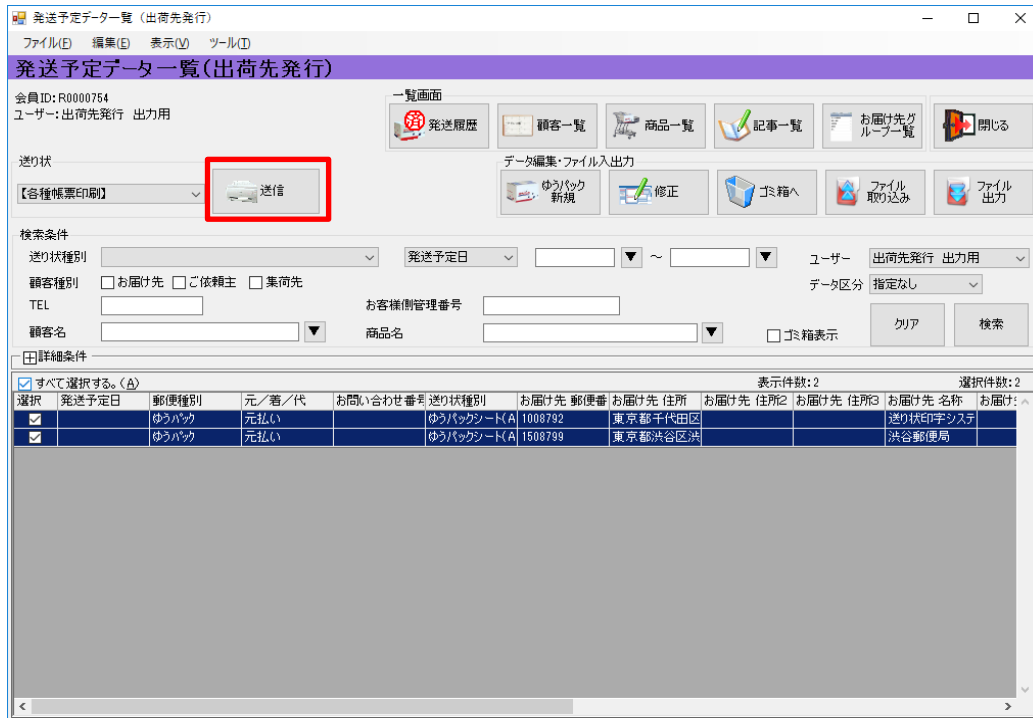 発送予定データ一覧（出荷先発行）
ファイル(F) 編集(E) 表示(V) ツール(T)
発送予定データ一覧(出荷先発行)
会員ID:R0000754
ユーザー:出荷先発行 出力用
一覧画面
発送履歴 顧客一覧 商品一覧 記事一覧 お届け先グループ一覧 閉じる
送り状
【各種帳票印刷】 送信
データ編集・ファイル入出力
ゆうパック新規 修正 ゴミ箱へ ファイル取り込み ファイル出力
検索条件
送り状種別 発送予定日 ～ ユーザー 出荷先発行 出力用
顧客種別 お届け先 ご依頼主 集荷先 データ区分 指定なし
TEL お客様側管理番号
顧客名 商品名 ゴミ箱表示 クリア 検索
詳細条件
すべて選択する。(A) 表示件数:2 選択件数:2
選択 発送予定日 郵便種別 元／着／代 お問い合わせ番号 送り状種別 お届け先 郵便番 お届け先 住所 お届け先 住所2 お届け先 住所3 お届け先 名称 お届け
ゆうパック 元払い ゆうパックシート(A 1008792 東京都千代田区 送り状印字システ
ゆうパック 元払い ゆうパックシート(A 1508799 東京都渋谷区渋 渋谷郵便局